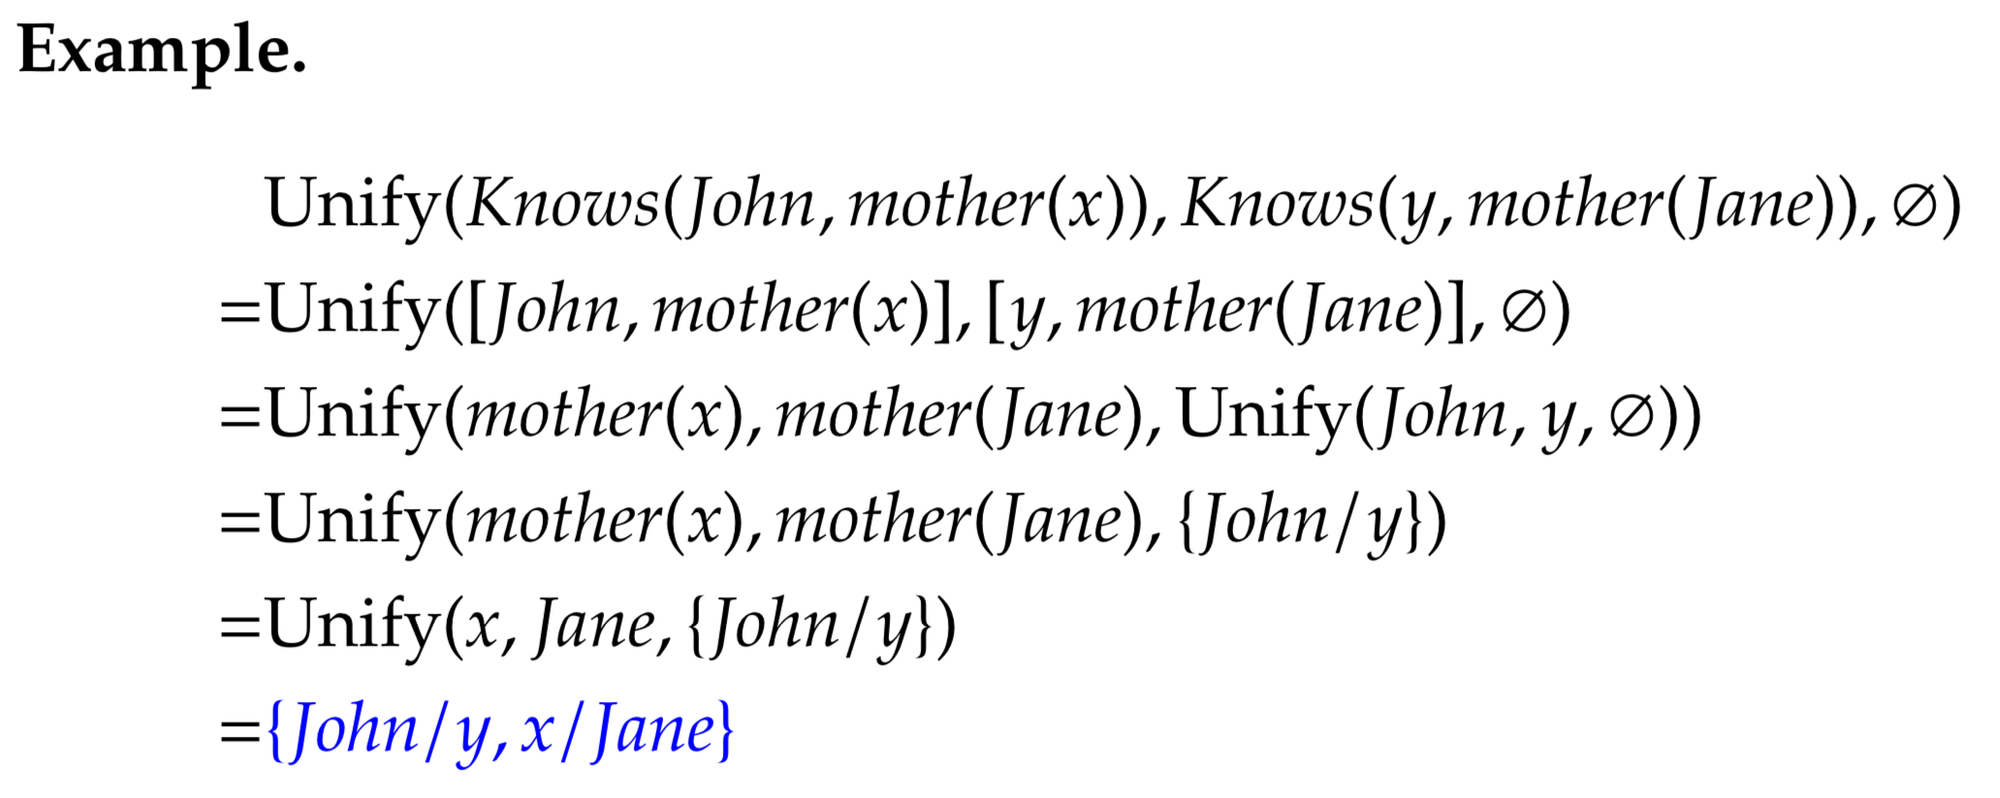 Example.
Unify(Knows(John, mother(x)), Knows(y, mother(Jane)), ∅)
=Unify([John, mother(x)], [y, mother(Jane)], ∅)
=Unify(mother(x), mother(Jane), Unify(John, y, ∅))
=Unify(mother(x), mother(Jane), {John/y})
=Unify(x, Jane, {John/y})
={John/y, x/Jane}